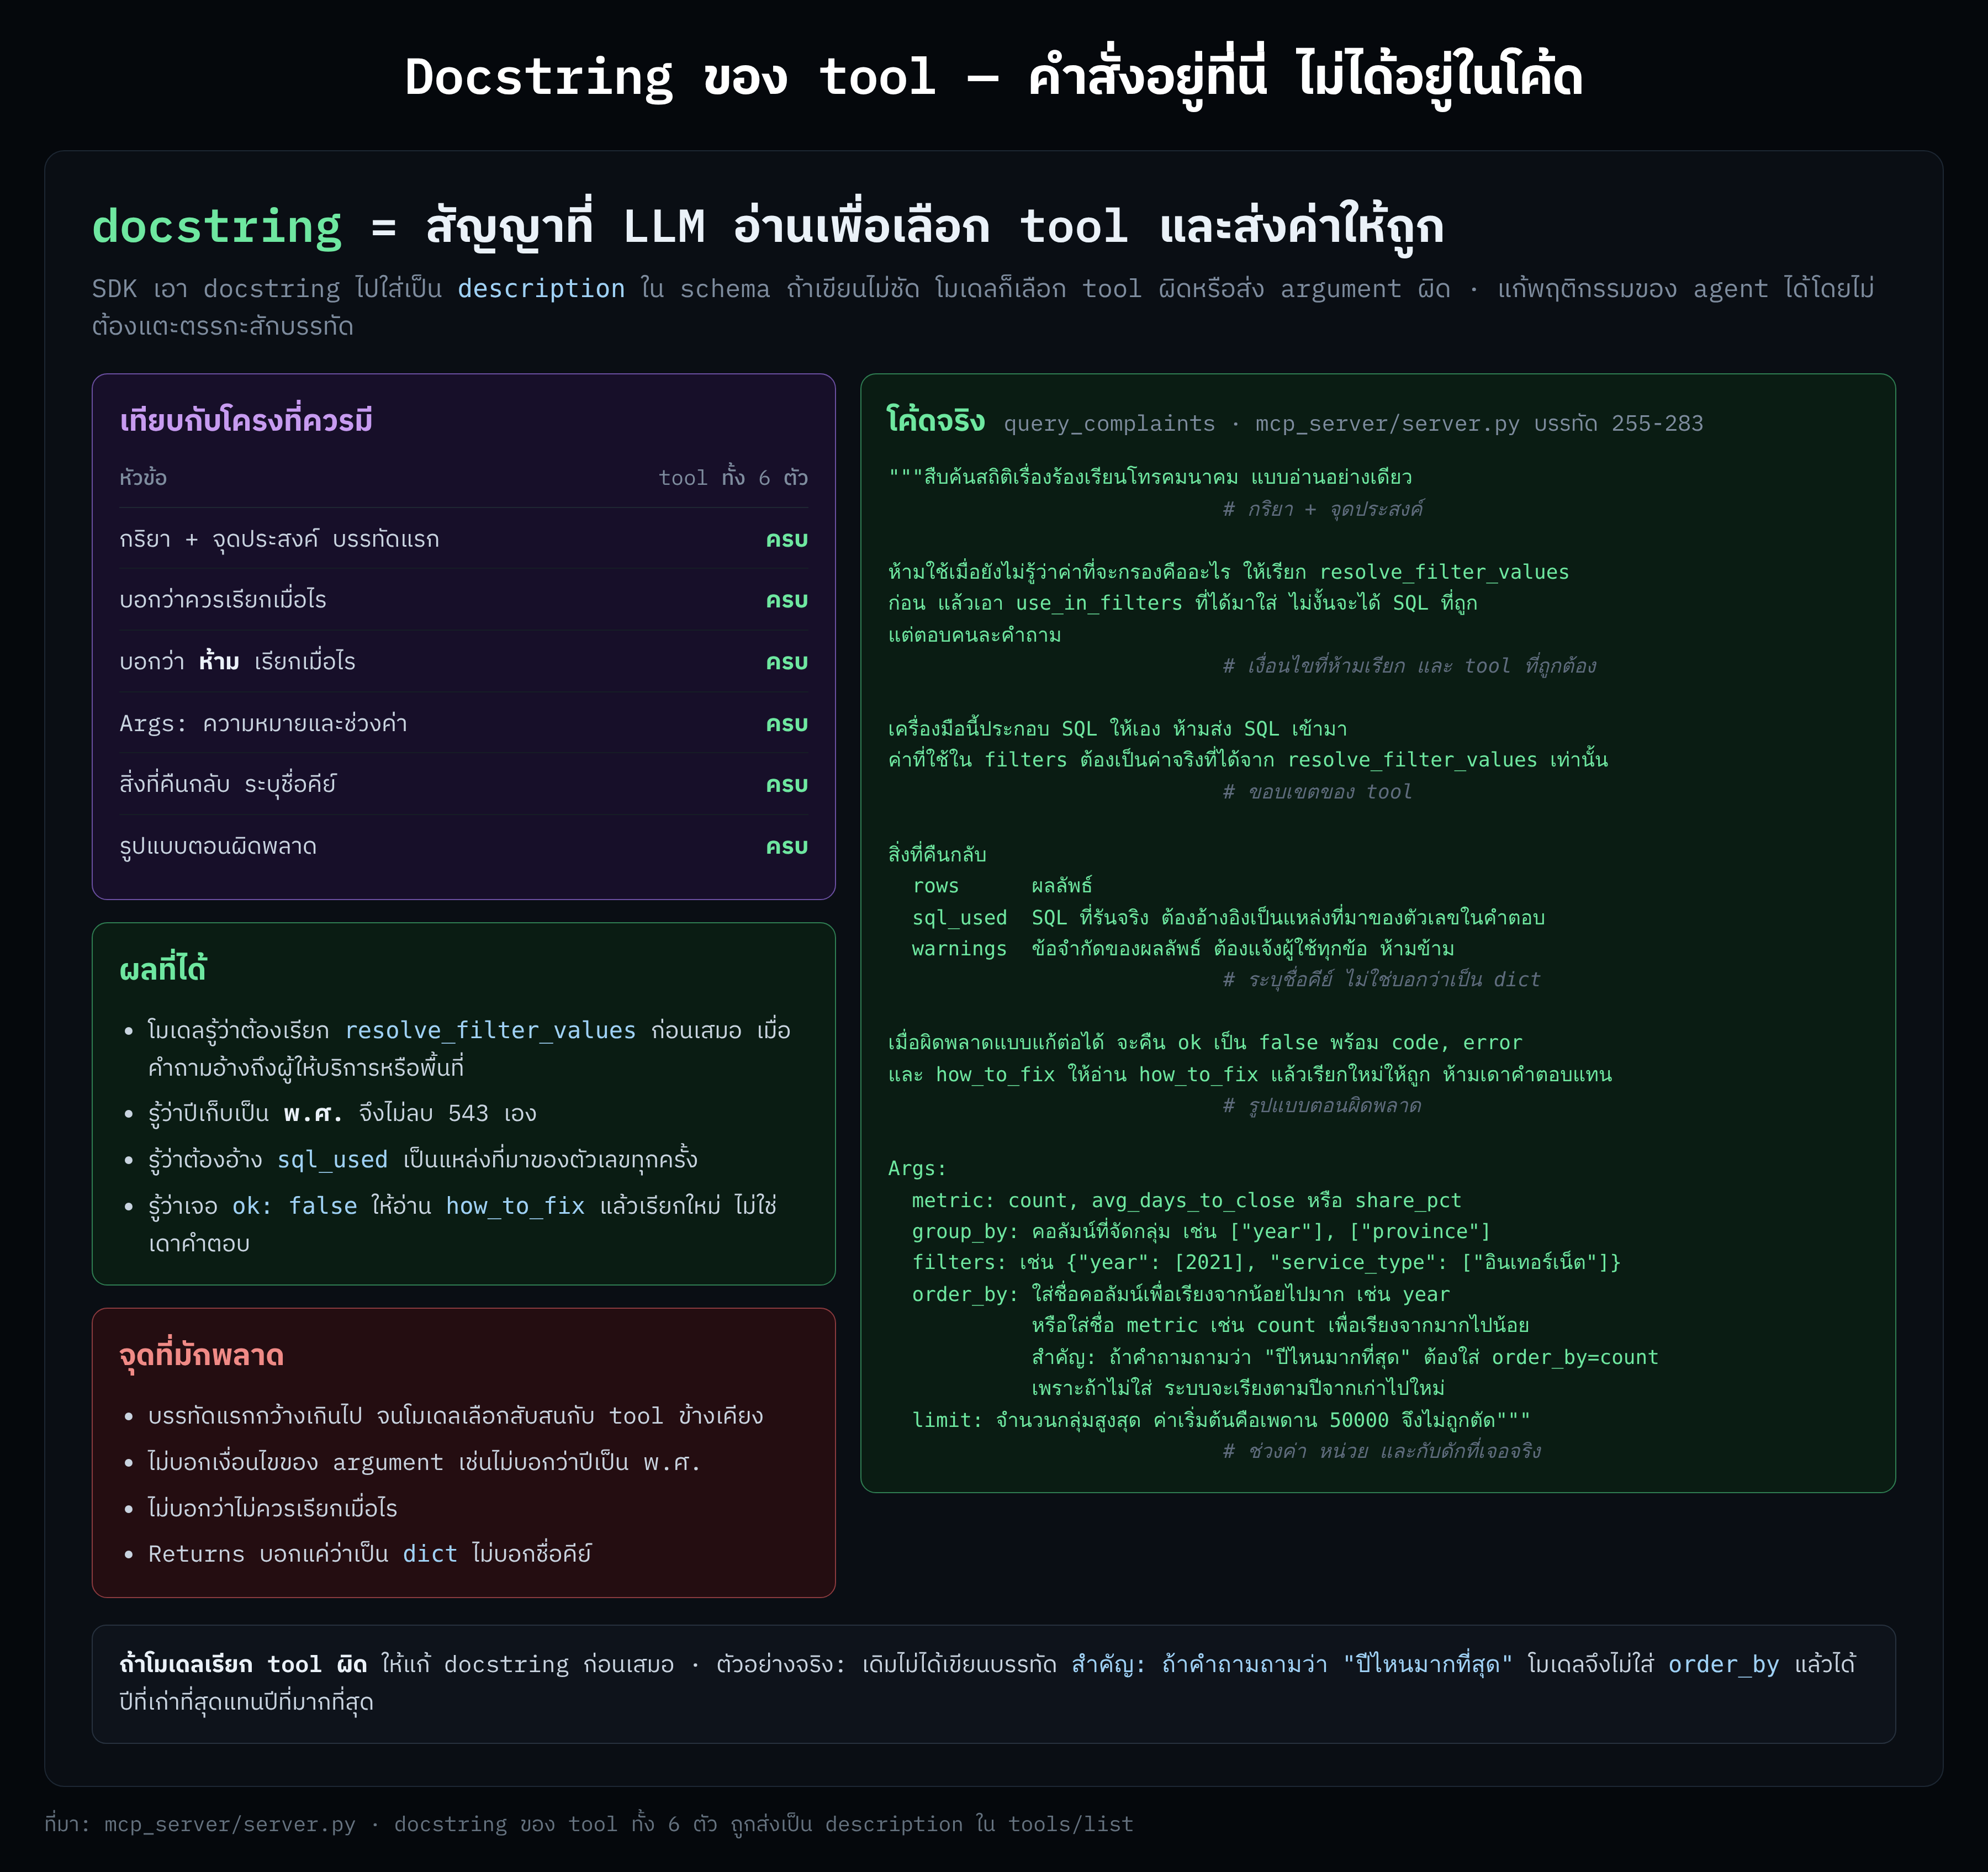 Docstring ของ tool — คำสั่งอยู่ที่นี่ ไม่ได้อยู่ในโค้ด
docstring = สัญญาที่ LLM อ่านเพื่อเลือก tool และส่งค่าให้ถูก
SDK เอา docstring ไปใส่เป็น description ใน schema ถ้าเขียนไม่ชัด โมเดลก็เลือก tool ผิดหรือส่ง argument ผิด · แก้พฤติกรรมของ agent ได้โดยไม่
ต้องแตะตรรกะสักบรรทัด
เทียบกับโครงที่ควรมี
หัวข้อ tool ทั้ง 6 ตัว
กริยา + จุดประสงค์ บรรทัดแรก ครบ
บอกว่าควรเรียกเมื่อไร ครบ
บอกว่า ห้าม เรียกเมื่อไร ครบ
Args: ความหมายและช่วงค่า ครบ
สิ่งที่คืนกลับ ระบุชื่อคีย์ ครบ
รูปแบบตอนผิดพลาด ครบ
ผลที่ได้
• โมเดลรู้ว่าต้องเรียก resolve_filter_values ก่อนเสมอ เมื่อ
คำถามอ้างถึงผู้ให้บริการหรือพื้นที่
• รู้ว่าปีเก็บเป็น พ.ศ. จึงไม่ลบ 543 เอง
• รู้ว่าต้องอ้าง sql_used เป็นแหล่งที่มาของตัวเลขทุกครั้ง
• รู้ว่าเจอ ok: false ให้อ่าน how_to_fix แล้วเรียกใหม่ ไม่ใช่
เดาคำตอบ
จุดที่มักพลาด
• บรรทัดแรกกว้างเกินไป จนโมเดลเลือกสับสนกับ tool ข้างเคียง
• ไม่บอกเงื่อนไขของ argument เช่นไม่บอกว่าปีเป็น พ.ศ.
• ไม่บอกว่าไม่ควรเรียกเมื่อไร
• Returns บอกแค่ว่าเป็น dict ไม่บอกชื่อคีย์
โค้ดจริง query_complaints · mcp_server/server.py บรรทัด 255-283
"""สืบค้นสถิติเรื่องร้องเรียนโทรคมนาคม แบบอ่านอย่างเดียว
# กริยา + จุดประสงค์
ห้ามใช้เมื่อยังไม่รู้ว่าค่าที่จะกรองคืออะไร ให้เรียก resolve_filter_values
ก่อน แล้วเอา use_in_filters ที่ได้มาใส่ ไม่งั้นจะได้ SQL ที่ถูก
แต่ตอบคนละคำถาม
# เงื่อนไขที่ห้ามเรียก และ tool ที่ถูกต้อง
เครื่องมือนี้ประกอบ SQL ให้เอง ห้ามส่ง SQL เข้ามา
ค่าที่ใช้ใน filters ต้องเป็นค่าจริงที่ได้จาก resolve_filter_values เท่านั้น
# ขอบเขตของ tool
สิ่งที่คืนกลับ
rows ผลลัพธ์
sql_used SQL ที่รันจริง ต้องอ้างอิงเป็นแหล่งที่มาของตัวเลขในคำตอบ
warnings ข้อจำกัดของผลลัพธ์ ต้องแจ้งผู้ใช้ทุกข้อ ห้ามข้าม
# ระบุชื่อคีย์ ไม่ใช่บอกว่าเป็น dict
เมื่อผิดพลาดแบบแก้ต่อได้ จะคืน ok เป็น false พร้อม code, error
และ how_to_fix ให้อ่าน how_to_fix แล้วเรียกใหม่ให้ถูก ห้ามเดาคำตอบแทน
# รูปแบบตอนผิดพลาด
Args:
metric: count, avg_days_to_close หรือ share_pct
group_by: คอลัมน์ที่จัดกลุ่ม เช่น ["year"], ["province"]
filters: เช่น {"year": [2021], "service_type": ["อินเทอร์เน็ต"]}
order_by: ใส่ชื่อคอลัมน์เพื่อเรียงจากน้อยไปมาก เช่น year
หรือใส่ชื่อ metric เช่น count เพื่อเรียงจากมากไปน้อย
สำคัญ: ถ้าคำถามถามว่า "ปีไหนมากที่สุด" ต้องใส่ order_by=count
เพราะถ้าไม่ใส่ ระบบจะเรียงตามปีจากเก่าไปใหม่
limit: จำนวนกลุ่มสูงสุด ค่าเริ่มต้นคือเพดาน 50000 จึงไม่ถูกตัด"""
# ช่วงค่า หน่วย และกับดักที่เจอจริง
ถ้าโมเดลเรียก tool ผิด ให้แก้ docstring ก่อนเสมอ · ตัวอย่างจริง: เดิมไม่ได้เขียนบรรทัด สำคัญ: ถ้าคำถามถามว่า "ปีไหนมากที่สุด" โมเดลจึงไม่ใส่ order_by แล้วได้
ปีที่เก่าที่สุดแทนปีที่มากที่สุด
ที่มา: mcp_server/server.py · docstring ของ tool ทั้ง 6 ตัว ถูกส่งเป็น description ใน tools/list